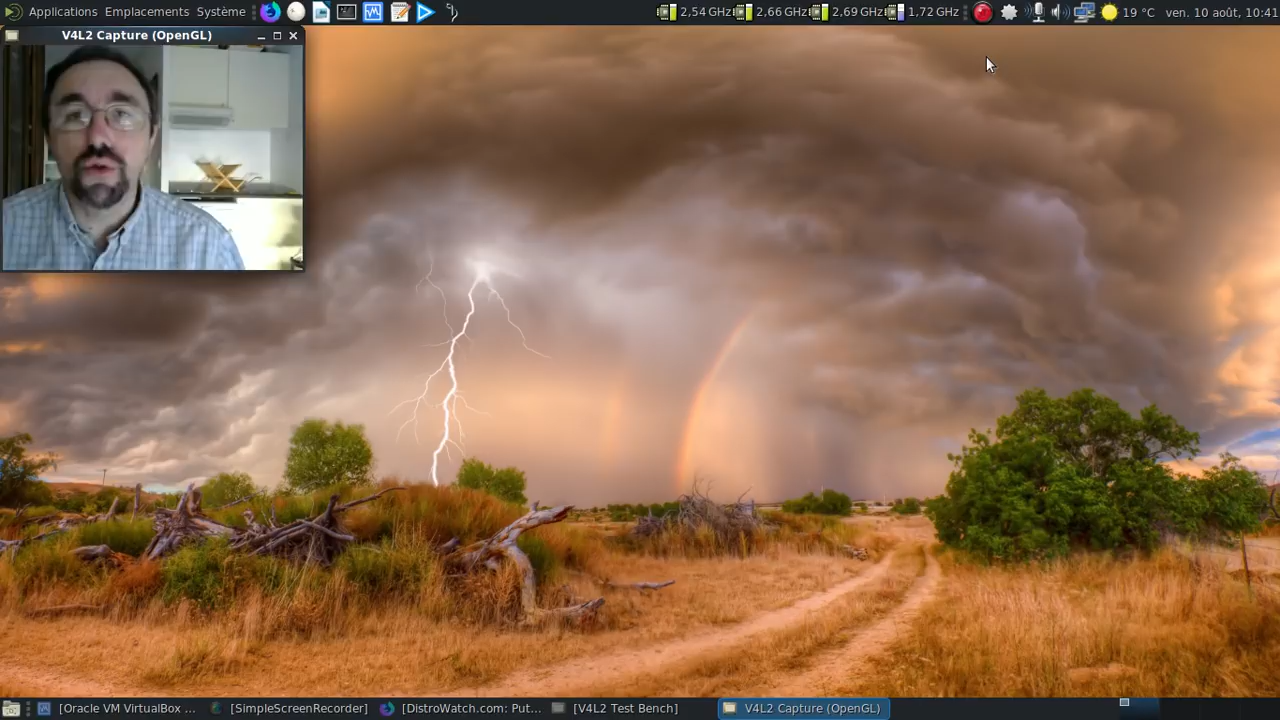 Applications Emplacements Système
2,54 GHz 2,66 GHz 2,69 GHz 1,72 GHz 19 °C ven. 10 août, 10:41
V4L2 Capture (OpenGL)
[Oracle VM VirtualBox ... [SimpleScreenRecorder] [DistroWatch.com: Put... [V4L2 Test Bench] V4L2 Capture (OpenGL)